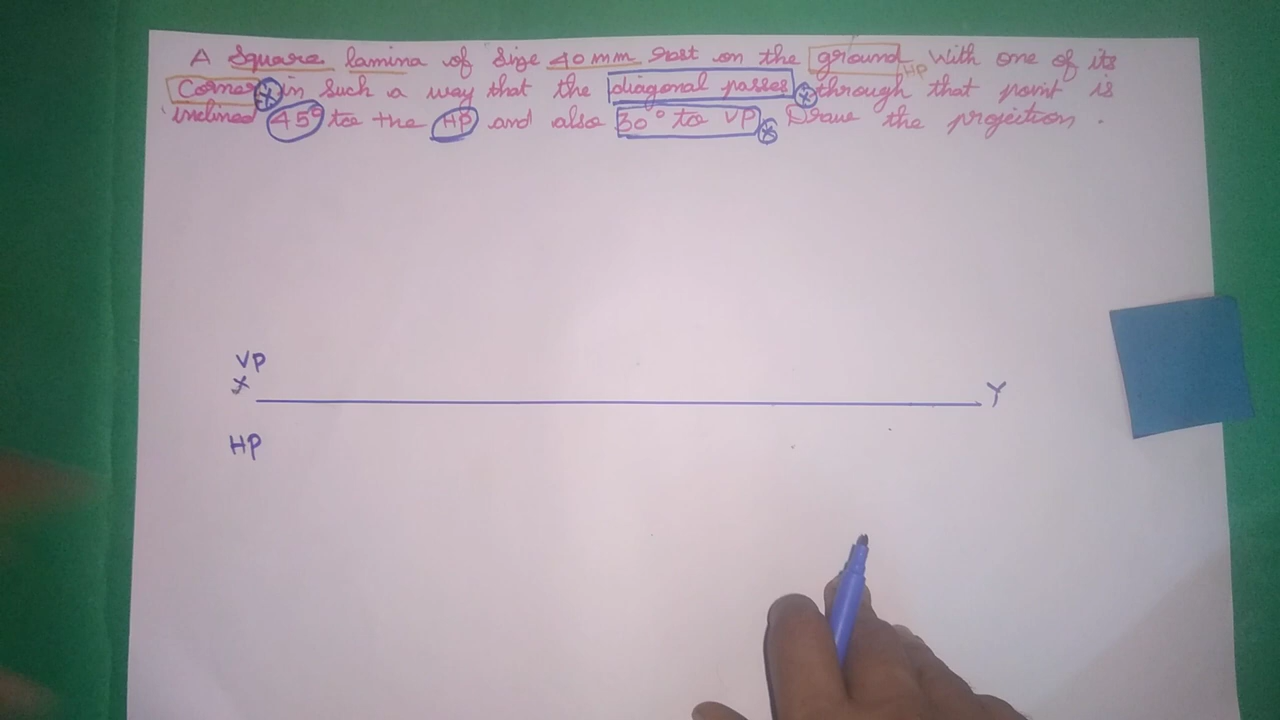 A Square lamina of Size 40mm rest on the ground HP with one of its
Corner in such a way that the diagonal passes through that point is
inclined 45° to the HP and also 30° to VP Draw the projection.
VP
X Y
HP